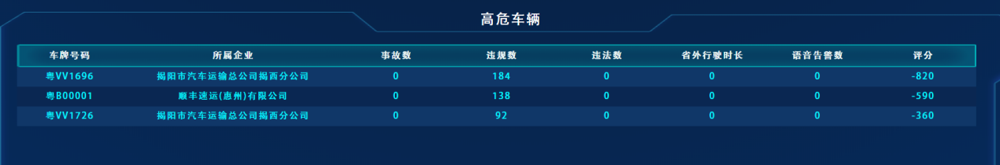 高危车辆
车牌号码 所属企业 事故数 违规数 违法数 省外行驶时长 语音告警数 评分
粤VV1696 揭阳市汽车运输总公司揭西分公司 0 184 0 0 0 -820
粤B00001 顺丰速运(惠州)有限公司 0 138 0 0 0 -590
粤VV1726 揭阳市汽车运输总公司揭西分公司 0 92 0 0 0 -360